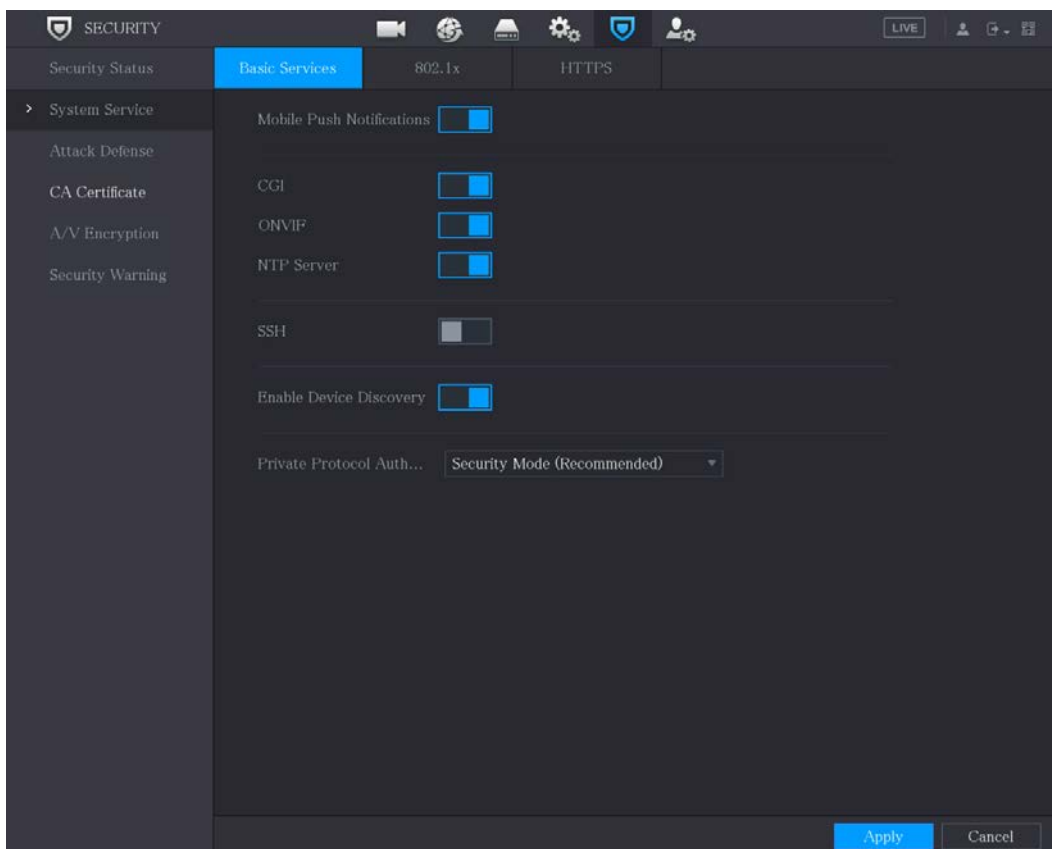 SECURITY
LIVE
Security Status
System Service
Attack Defense
CA Certificate
A/V Encryption
Security Warning
Basic Services
802.1x
HTTPS
Mobile Push Notifications
CGI
ONVIF
NTP Server
SSH
Enable Device Discovery
Private Protocol Auth... Security Mode (Recommended)
Apply
Cancel